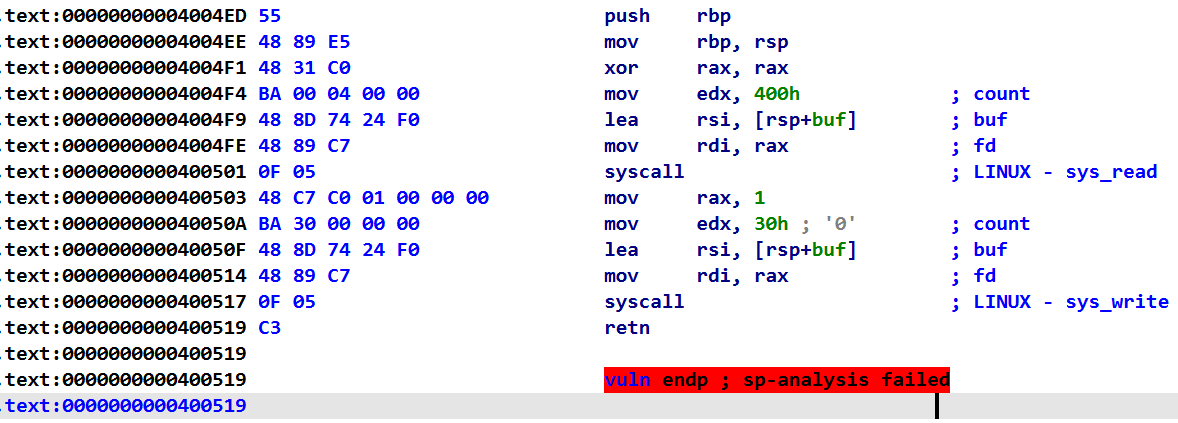 .text:00000000004004ED 55 push rbp
.text:00000000004004EE 48 89 E5 mov rbp, rsp
.text:00000000004004F1 48 31 C0 xor rax, rax
.text:00000000004004F4 BA 00 04 00 00 mov edx, 400h ; count
.text:00000000004004F9 48 8D 74 24 F0 lea rsi, [rsp+buf] ; buf
.text:00000000004004FE 48 89 C7 mov rdi, rax ; fd
.text:0000000000400501 0F 05 syscall ; LINUX - sys_read
.text:0000000000400503 48 C7 C0 01 00 00 00 mov rax, 1
.text:000000000040050A BA 30 00 00 00 mov edx, 30h ; '0' ; count
.text:000000000040050F 48 8D 74 24 F0 lea rsi, [rsp+buf] ; buf
.text:0000000000400514 48 89 C7 mov rdi, rax ; fd
.text:0000000000400517 0F 05 syscall ; LINUX - sys_write
.text:0000000000400519 C3 retn
.text:0000000000400519
.text:0000000000400519 vuln endp ; sp-analysis failed
.text:0000000000400519